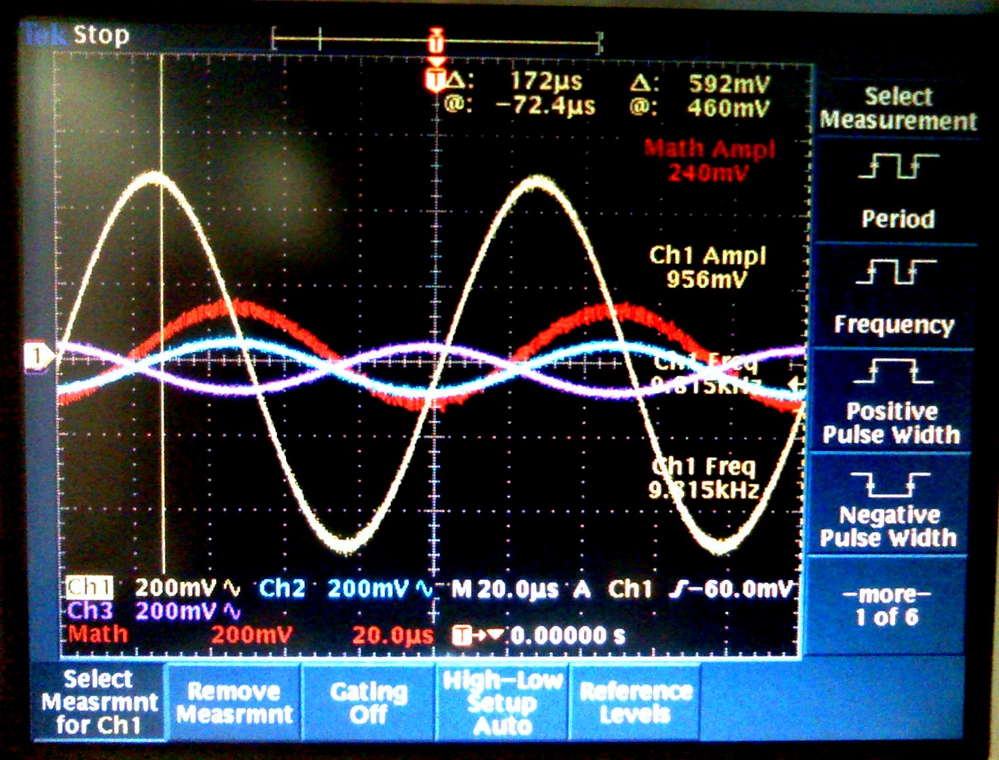 Tek Stop
U
T
Δ: 172µs Δ: 592mV
@: −72.4µs @: 460mV
Math Ampl
240mV
Ch1 Ampl
956mV
1
Ch1 Freq
9.815kHz
Ch1 Freq
9.815kHz
Ch1 200mV Ch2 200mV M 20.0µs A Ch1 −60.0mV
Ch3 200mV
Math 200mV 20.0µs T 0.00000 s
Select
Measurement
Period
Frequency
Positive
Pulse Width
Negative
Pulse Width
−more−
1 of 6
Select
Measrmnt
for Ch1
Remove
Measrmnt
Gating
Off
High−Low
Setup
Auto
Reference
Levels